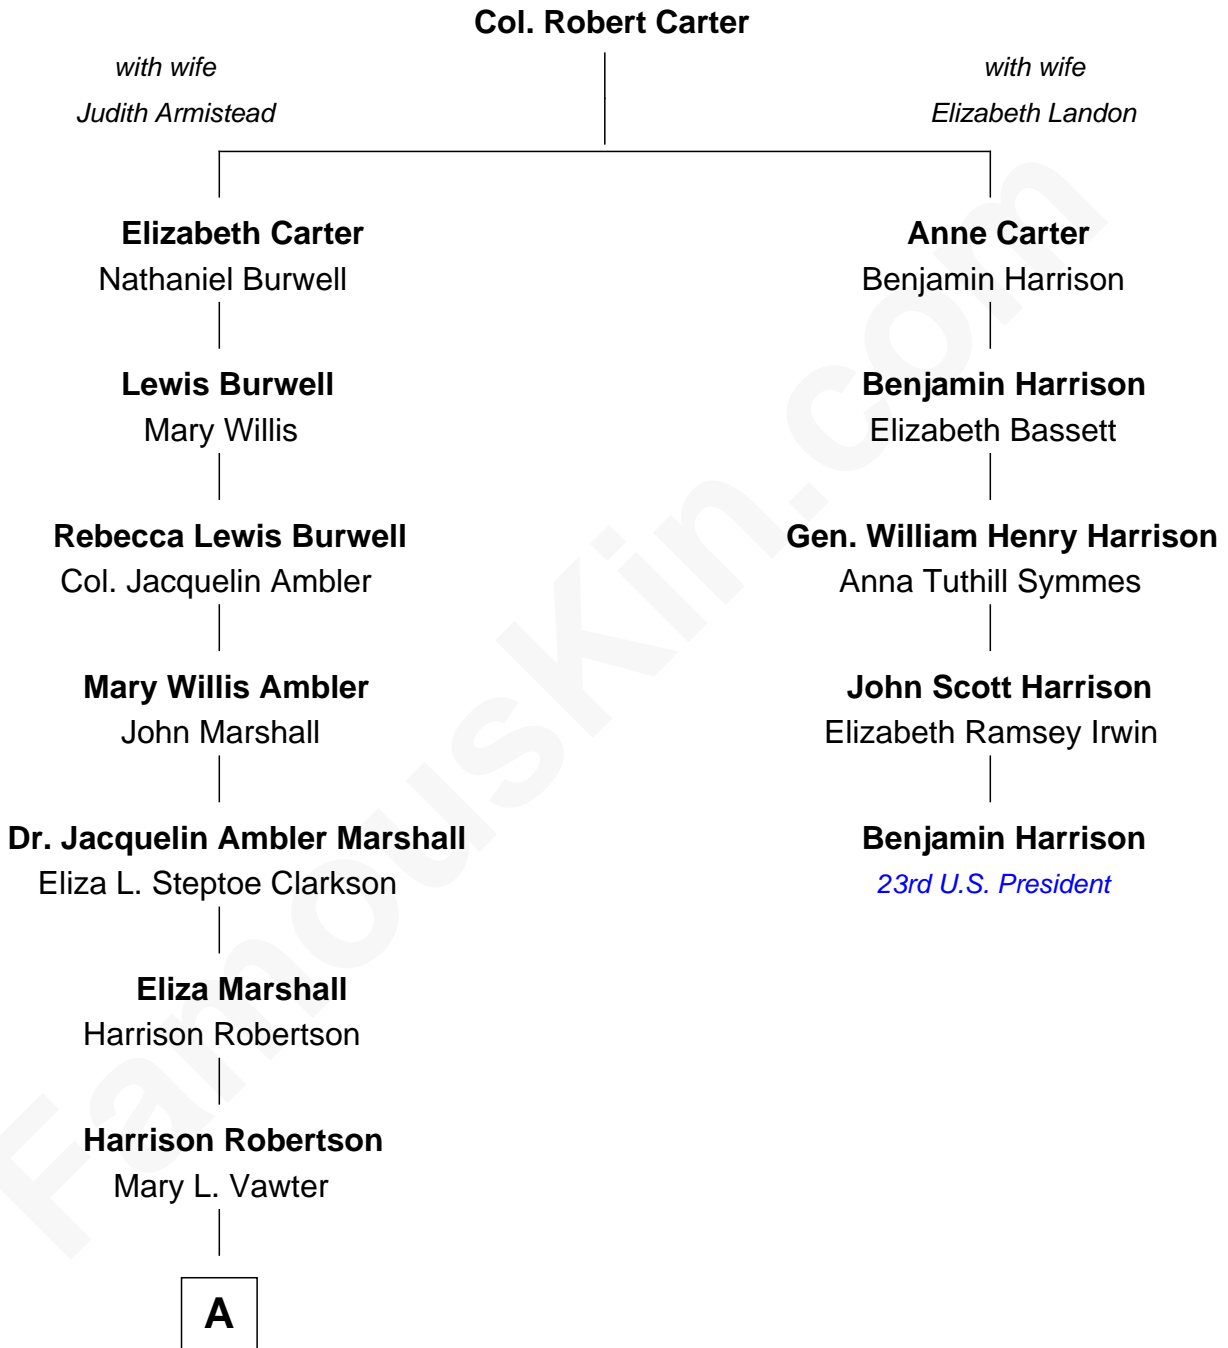 Col. Robert Carter
with wife
Judith Armistead
with wife
Elizabeth Landon
Elizabeth Carter
Nathaniel Burwell
Anne Carter
Benjamin Harrison
Lewis Burwell
Mary Willis
Benjamin Harrison
Elizabeth Bassett
Rebecca Lewis Burwell
Col. Jacquelin Ambler
Gen. William Henry Harrison
Anna Tuthill Symmes
Mary Willis Ambler
John Marshall
John Scott Harrison
Elizabeth Ramsey Irwin
Dr. Jacquelin Ambler Marshall
Eliza L. Steptoe Clarkson
Benjamin Harrison
23rd U.S. President
Eliza Marshall
Harrison Robertson
Harrison Robertson
Mary L. Vawter
A
FamousKin.com